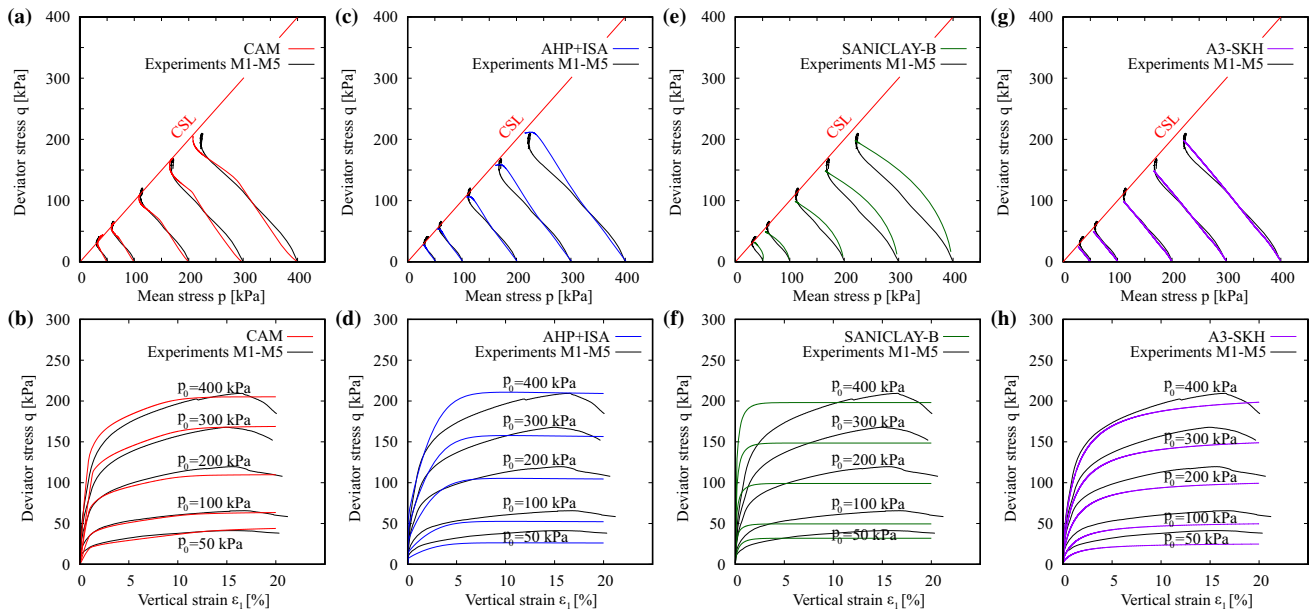 (a)
400
300
200
100
0
Deviator stress q [kPa]
CAM
Experiments M1-M5
CSL
0 100 200 300 400
Mean stress p [kPa]
(c)
400
300
200
100
0
Deviator stress q [kPa]
AHP+ISA
Experiments M1-M5
CSL
0 100 200 300 400
Mean stress p [kPa]
(e)
400
300
200
100
0
Deviator stress q [kPa]
SANICLAY-B
Experiments M1-M5
CSL
0 100 200 300 400
Mean stress p [kPa]
(g)
400
300
200
100
0
Deviator stress q [kPa]
A3-SKH
Experiments M1-M5
CSL
0 100 200 300 400
Mean stress p [kPa]
(b)
300
250
200
150
100
50
0
Deviator stress q [kPa]
CAM
Experiments M1-M5
p₀=400 kPa
p₀=300 kPa
p₀=200 kPa
p₀=100 kPa
p₀=50 kPa
0 5 10 15 20
Vertical strain ε₁ [%]
(d)
300
250
200
150
100
50
0
Deviator stress q [kPa]
AHP+ISA
Experiments M1-M5
p₀=400 kPa
p₀=300 kPa
p₀=200 kPa
p₀=100 kPa
p₀=50 kPa
0 5 10 15 20
Vertical strain ε₁ [%]
(f)
300
250
200
150
100
50
0
Deviator stress q [kPa]
SANICLAY-B
Experiments M1-M5
p₀=400 kPa
p₀=300 kPa
p₀=200 kPa
p₀=100 kPa
p₀=50 kPa
0 5 10 15 20
Vertical strain ε₁ [%]
(h)
300
250
200
150
100
50
0
Deviator stress q [kPa]
A3-SKH
Experiments M1-M5
p₀=400 kPa
p₀=300 kPa
p₀=200 kPa
p₀=100 kPa
p₀=50 kPa
0 5 10 15 20
Vertical strain ε₁ [%]